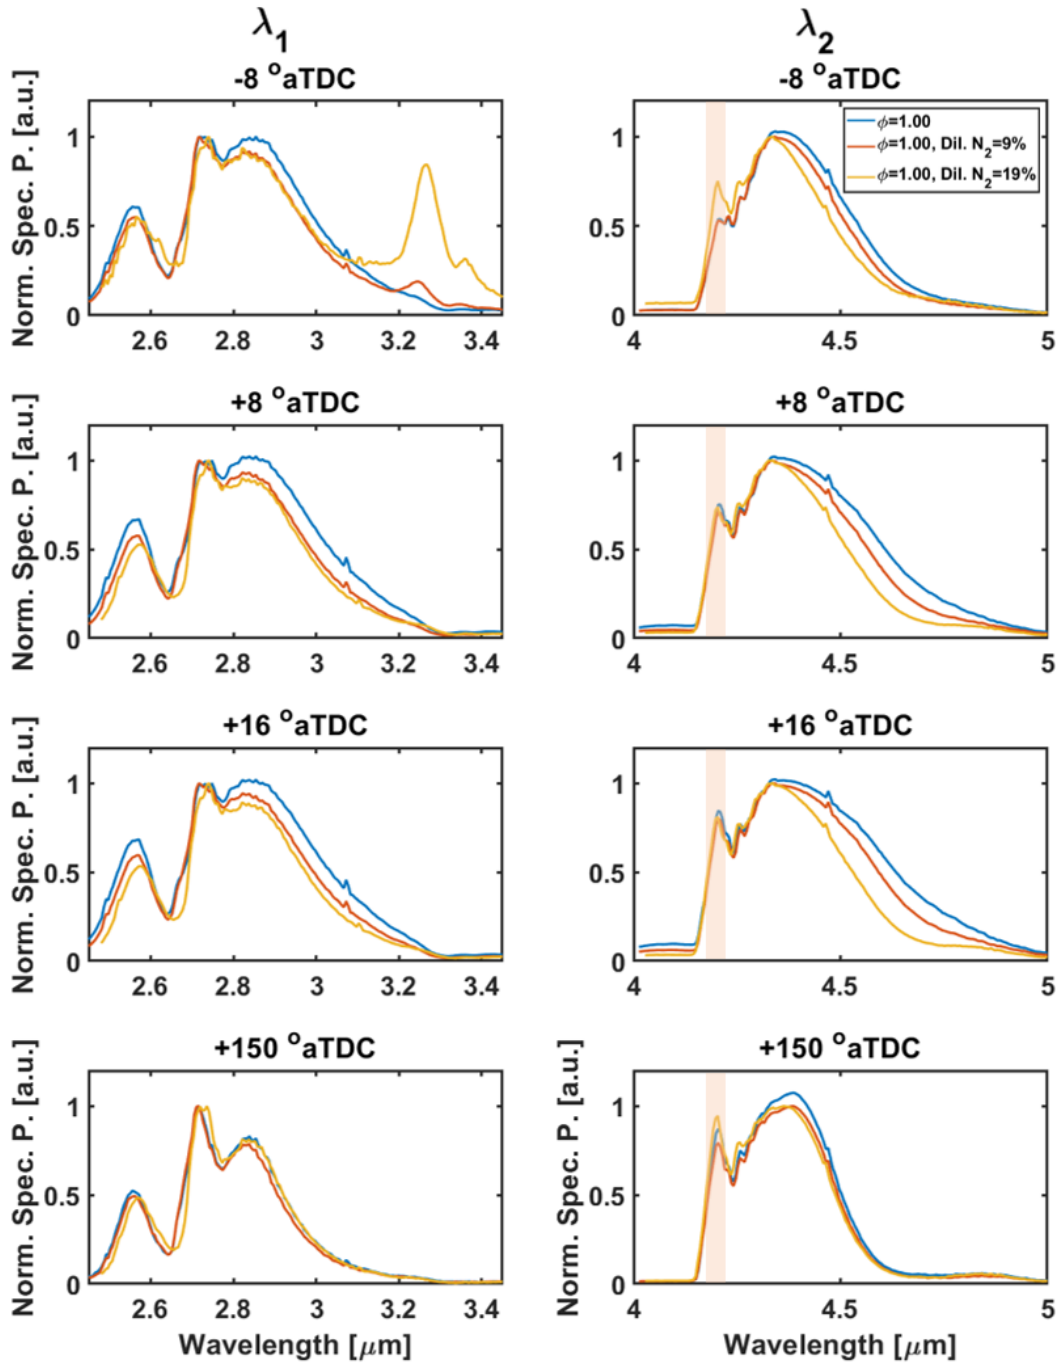 λ1 λ2
-8 °aTDC -8 °aTDC
Norm. Spec. P. [a.u.]
1
0.5
0
2.6 2.8 3 3.2 3.4
1
0.5
0
4 4.5 5
ϕ=1.00
ϕ=1.00, Dil. N2=9%
ϕ=1.00, Dil. N2=19%
+8 °aTDC +8 °aTDC
Norm. Spec. P. [a.u.]
1
0.5
0
2.6 2.8 3 3.2 3.4
1
0.5
0
4 4.5 5
+16 °aTDC +16 °aTDC
Norm. Spec. P. [a.u.]
1
0.5
0
2.6 2.8 3 3.2 3.4
1
0.5
0
4 4.5 5
+150 °aTDC +150 °aTDC
Norm. Spec. P. [a.u.]
1
0.5
0
2.6 2.8 3 3.2 3.4
Wavelength [μm]
Norm. Spec. P. [a.u.]
1
0.5
0
4 4.5 5
Wavelength [μm]